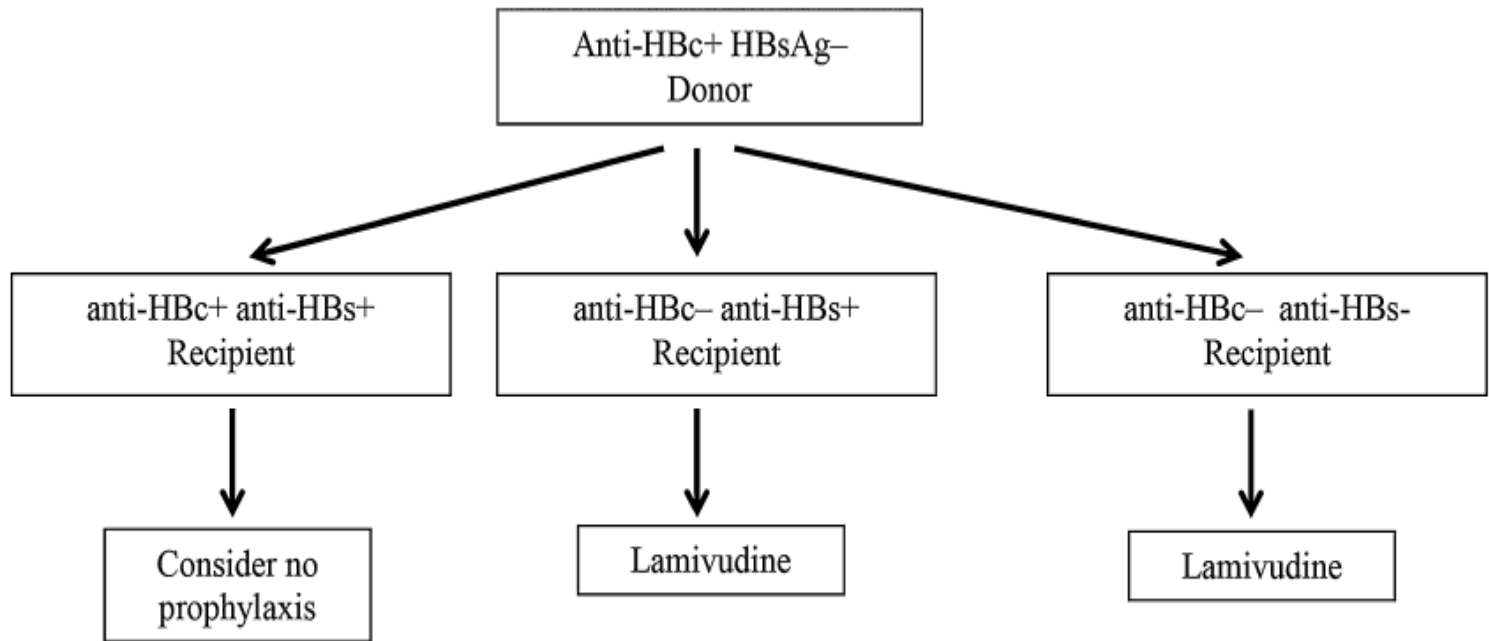 Anti-HBc+ HBsAg–
Donor
anti-HBc+ anti-HBs+
Recipient
anti-HBc– anti-HBs+
Recipient
anti-HBc–  anti-HBs-
Recipient
Consider no
prophylaxis
Lamivudine
Lamivudine